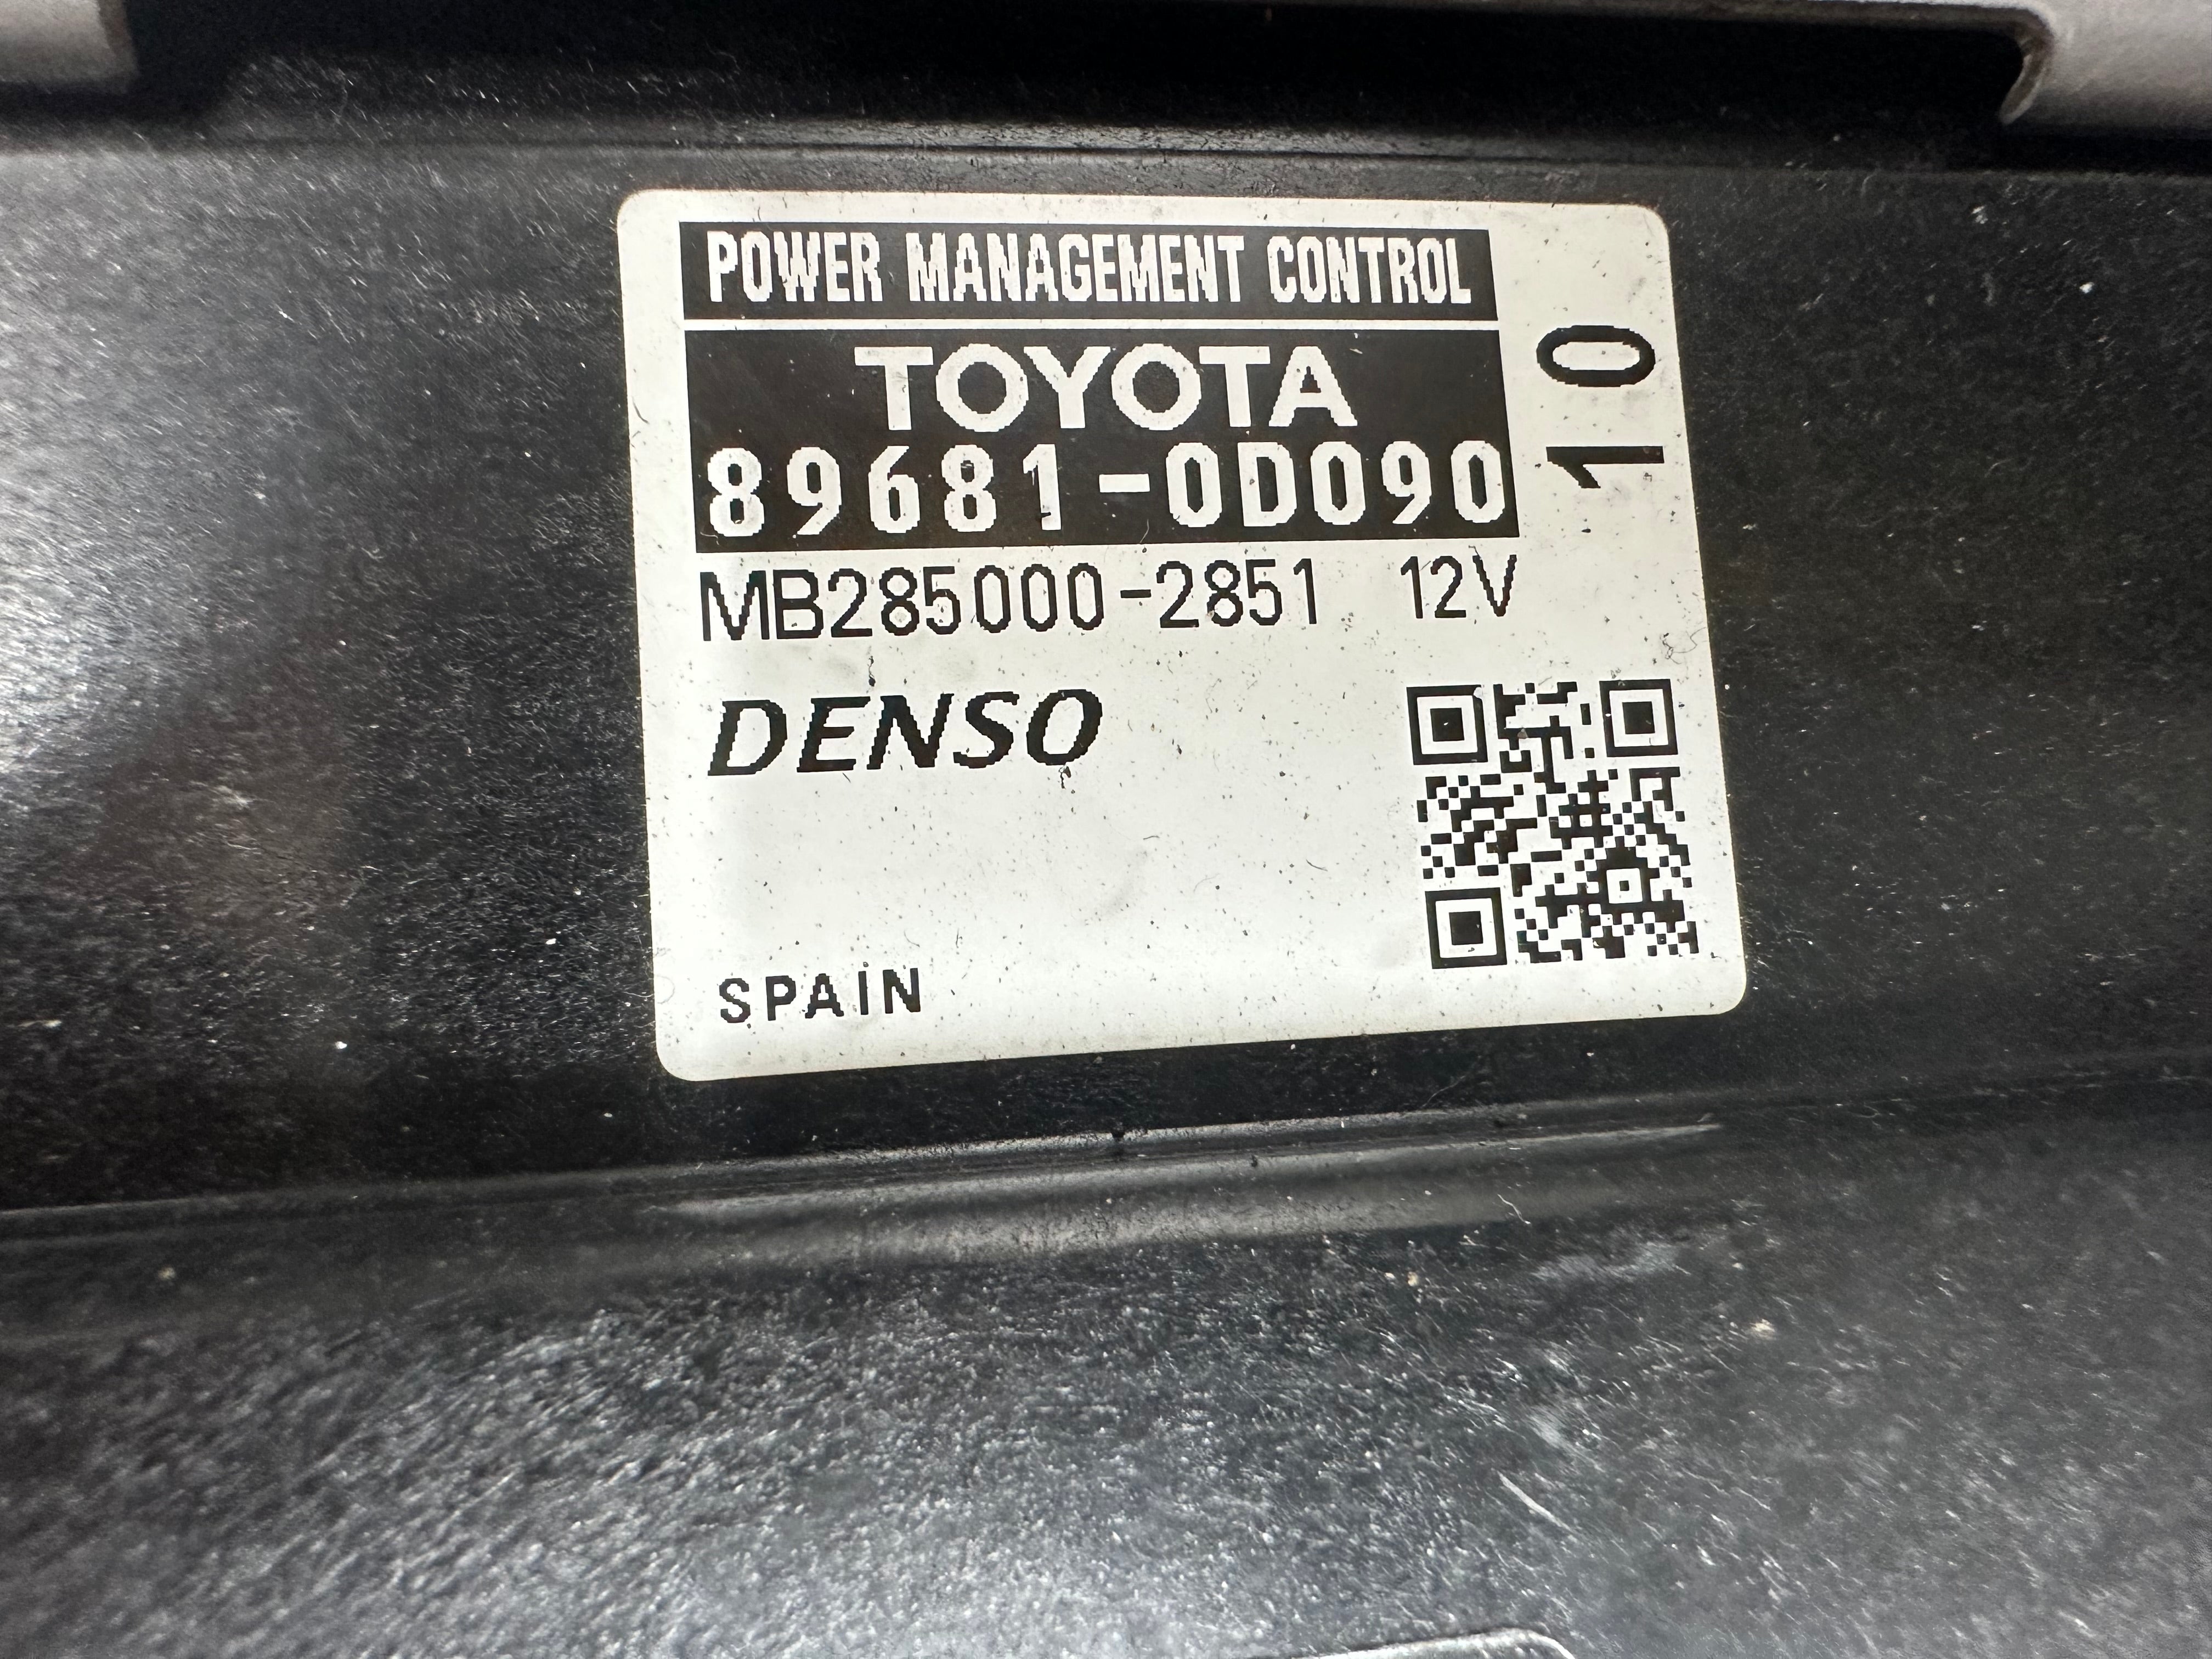 POWER MANAGEMENT CONTROL
TOYOTA
89681-0D090
10
MB285000-2851 12V
DENSO
SPAIN